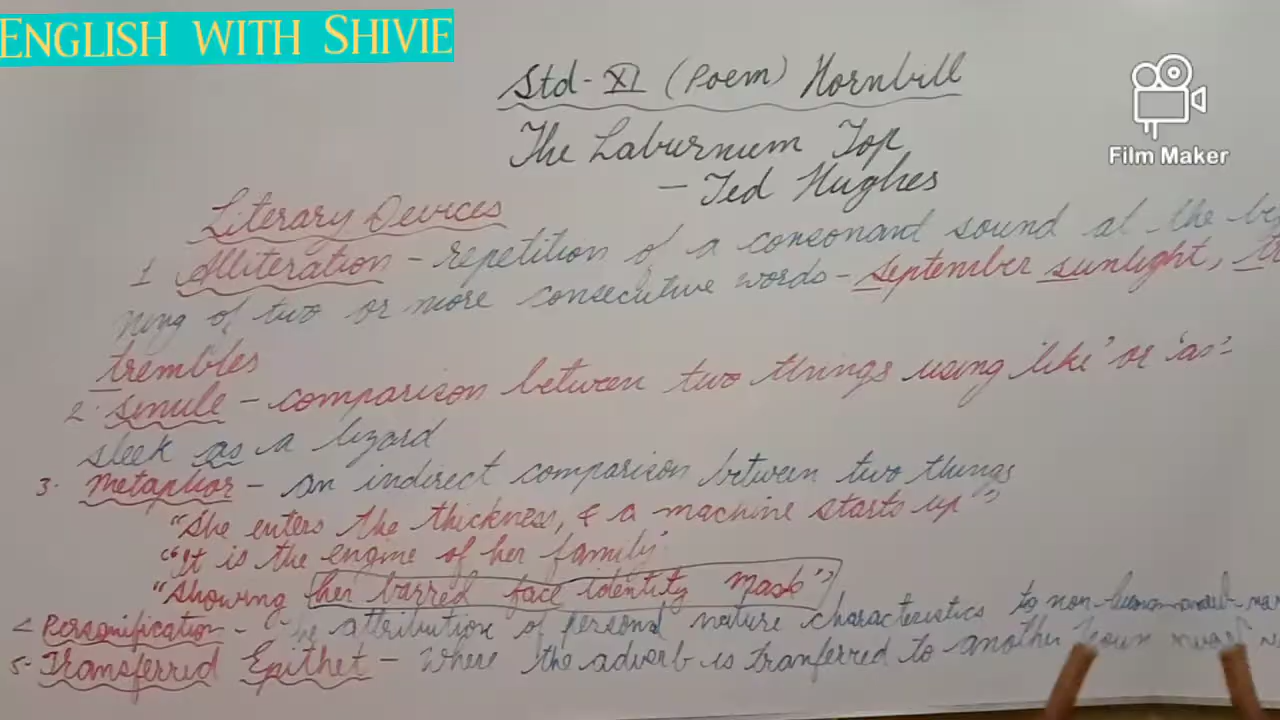 ENGLISH WITH SHIVIE
Film Maker
Std-XI (Poem) Hornbill
The Laburnum Top
- Ted Hughes
Literary Devices
1 Alliteration - repetition of a consonant sound at the
ning of two or more consecutive words - September sunlight,
trembles
2. Simile - comparison between two things using 'like' or 'as' -
sleek as a lizard
3. Metaphor - an indirect comparison between two things
"She enters the thickness, & a machine starts up"
"It is the engine of her family"
"Showing her barred face identity mask"
Personification - attribution of personal nature characteristics to non-human
5- Transferred Epithet - Where the adverb is tranferred to another noun